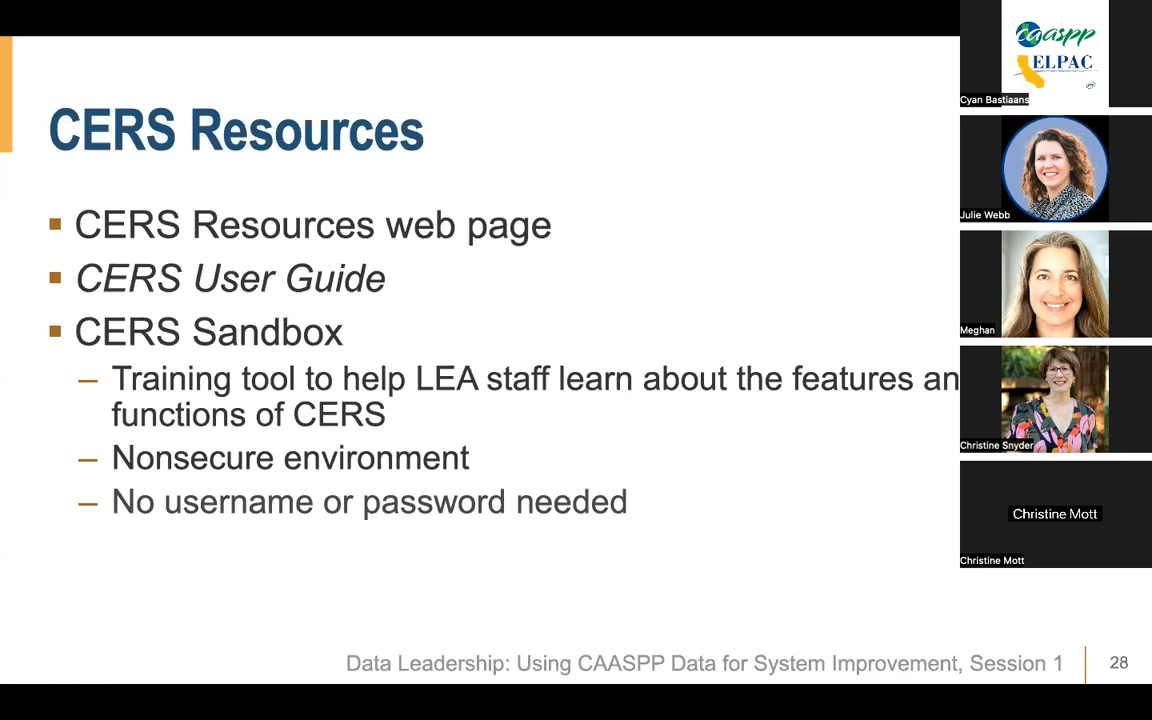 CERS Resources
CERS Resources web page
CERS User Guide
CERS Sandbox
– Training tool to help LEA staff learn about the features an
functions of CERS
– Nonsecure environment
– No username or password needed
Data Leadership: Using CAASPP Data for System Improvement, Session 1
28
caaspp
ELPAC
Cyan Bastiaans
Julie Webb
Meghan
Christine Snyder
Christine Mott
Christine Mott